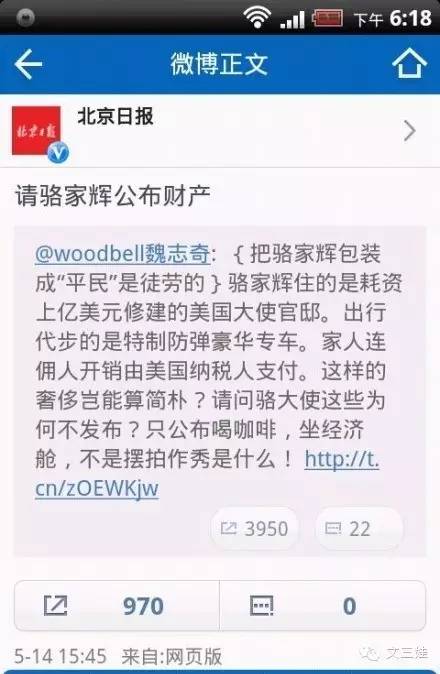 下午 6:18
微博正文
北京日报
北京日报
请骆家辉公布财产
@woodbell魏志奇:｛把骆家辉包装
成“平民”是徒劳的｝骆家辉住的是耗资
上亿美元修建的美国大使官邸。出行
代步的是特制防弹豪华专车。家人连
佣人开销由美国纳税人支付。这样的
奢侈岂能算简朴？请问骆大使这些为
何不发布？只公布喝咖啡，坐经济
舱，不是摆拍作秀是什么！ http://t.
cn/zOEWKjw
3950
22
970
0
5-14 15:45 来自:网页版
文三娃